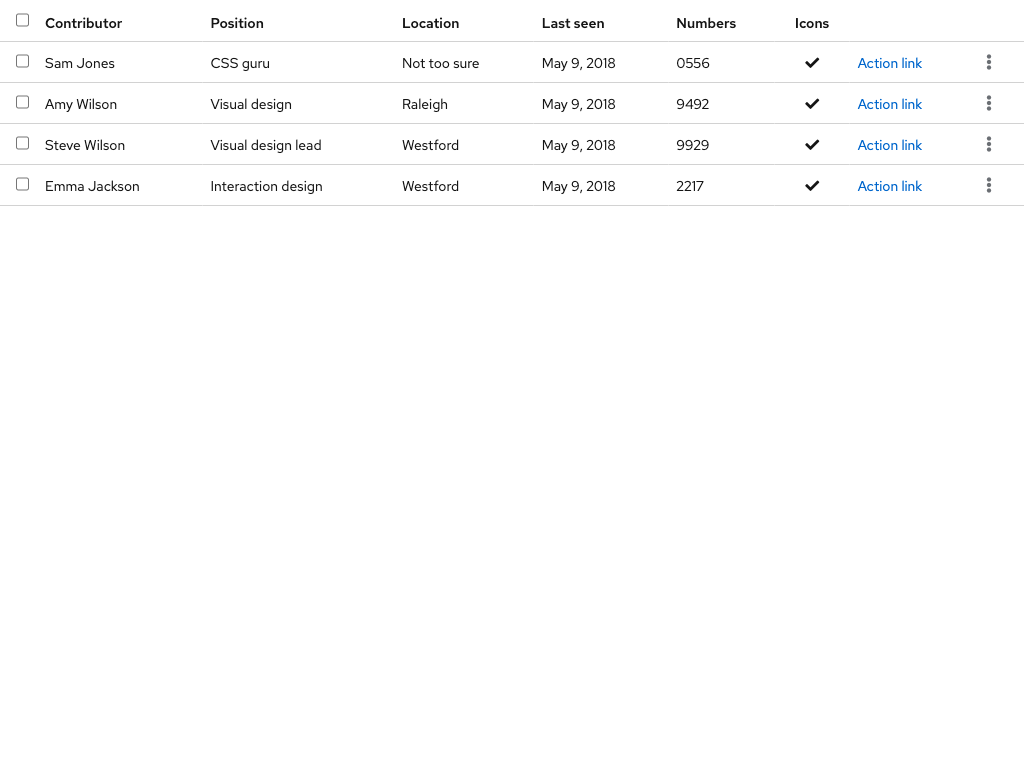 Contributor Position Location Last seen Numbers Icons
Sam Jones CSS guru Not too sure May 9, 2018 0556 Action link
Amy Wilson Visual design Raleigh May 9, 2018 9492 Action link
Steve Wilson Visual design lead Westford May 9, 2018 9929 Action link
Emma Jackson Interaction design Westford May 9, 2018 2217 Action link